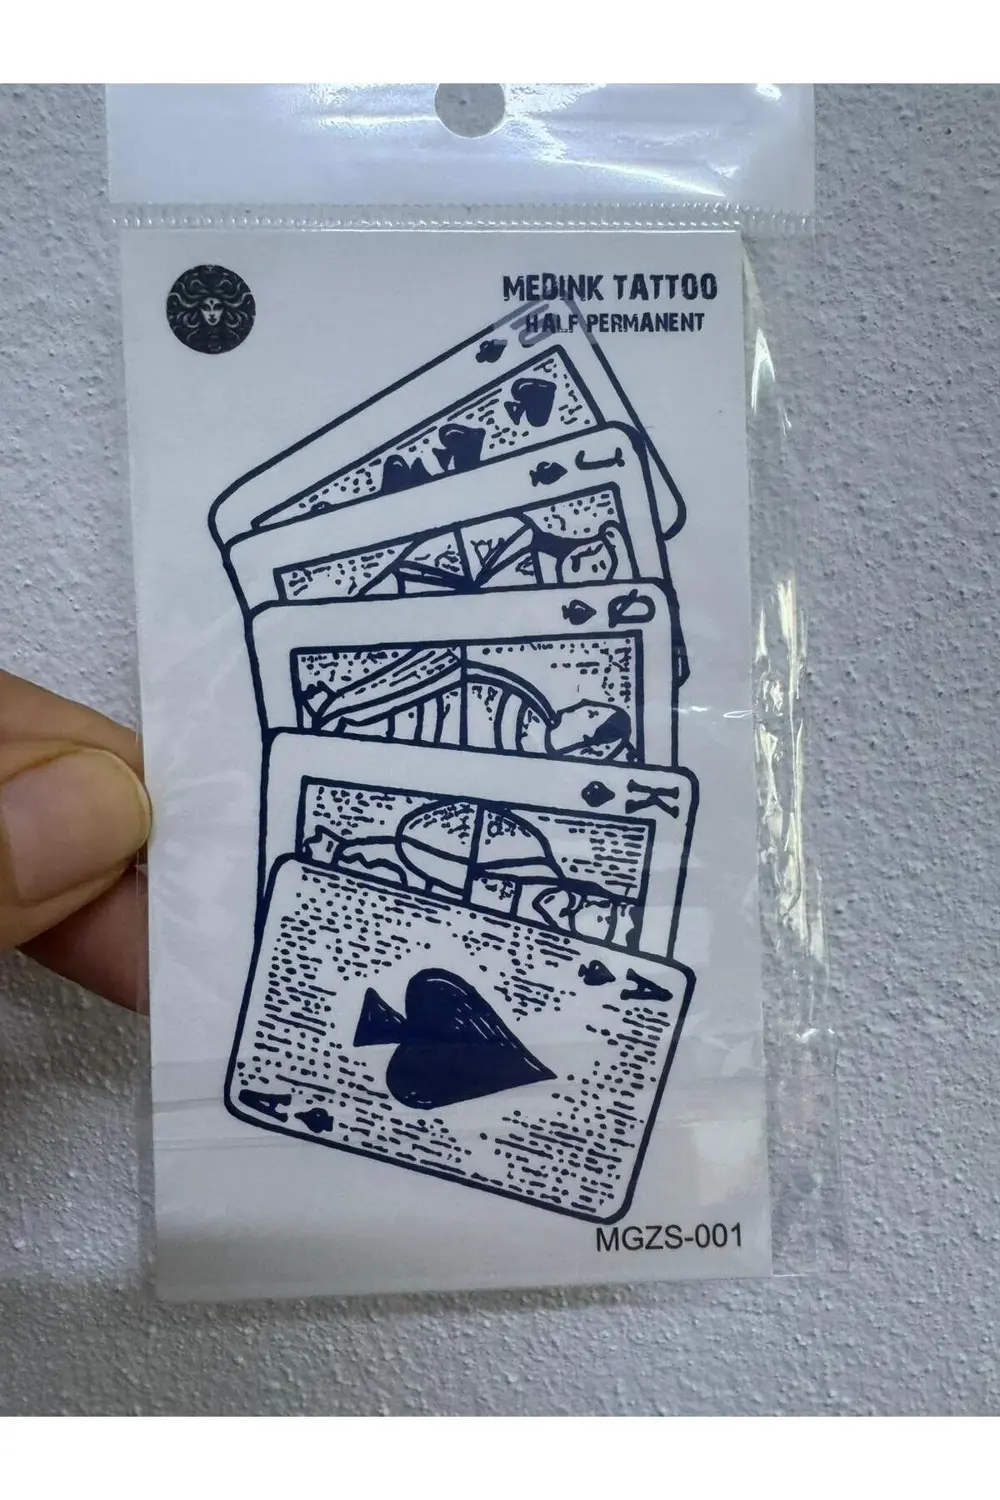 MEDINK TATTOO
HALF PERMANENT
J
Q
K
A
A
MGZS-001